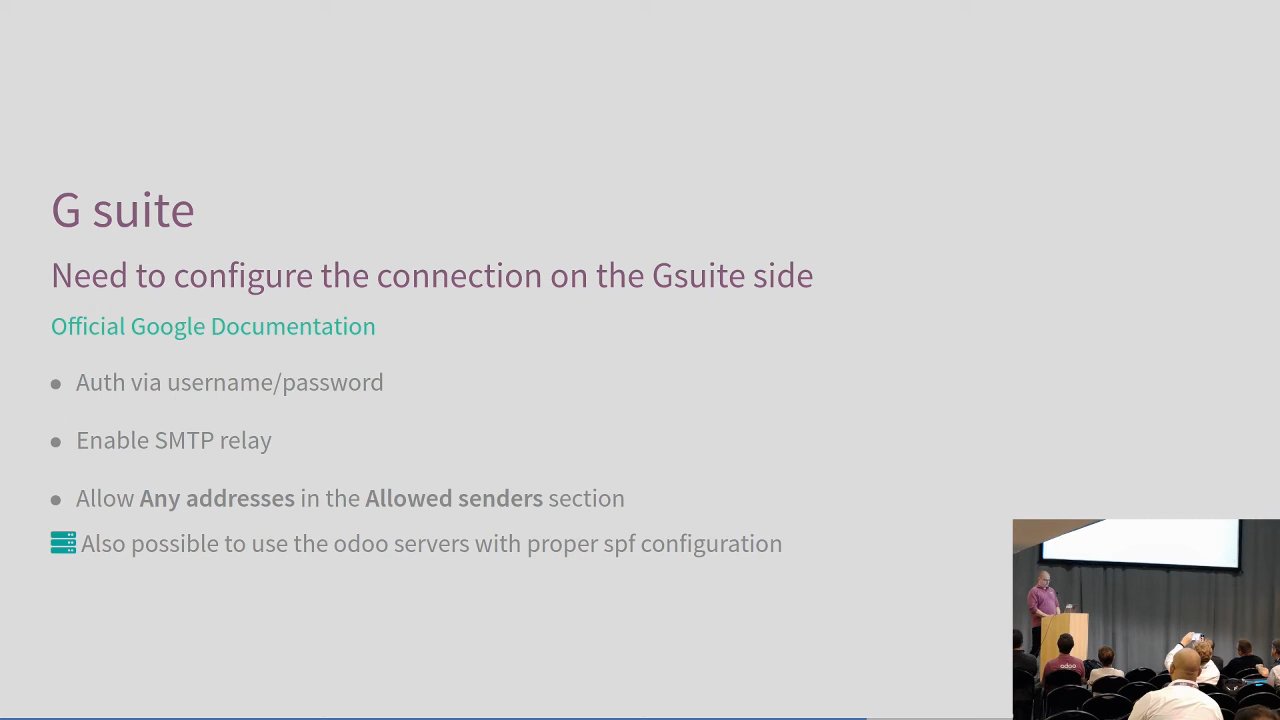 G suite
Need to configure the connection on the Gsuite side
Official Google Documentation
● Auth via username/password
● Enable SMTP relay
● Allow Any addresses in the Allowed senders section
Also possible to use the odoo servers with proper spf configuration
odoo